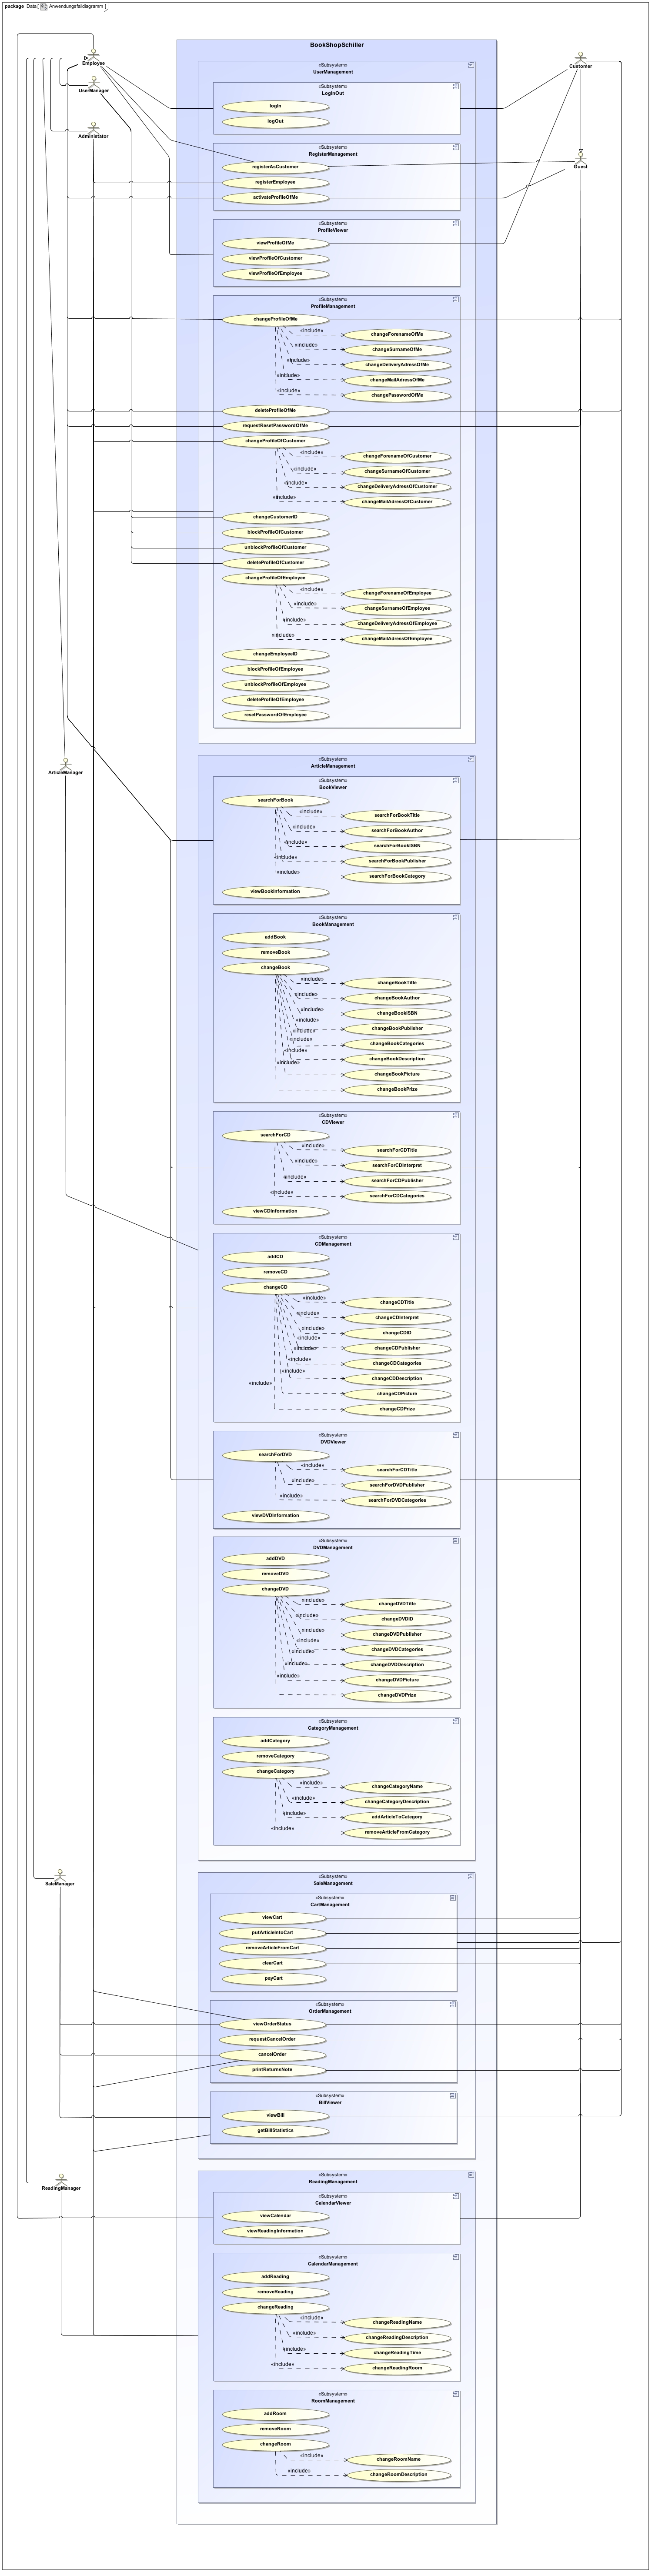 package Data[ Anwendungsfalldiagramm ]
BookShopSchiller
Employee
Customer
«Subsystem»
UserManagement
UserManager
«Subsystem»
LogInOut
logIn
logOut
Administator
«Subsystem»
RegisterManagement
registerAsCustomer
Guest
registerEmployee
activateProfileOfMe
«Subsystem»
ProfileViewer
viewProfileOfMe
viewProfileOfCustomer
viewProfileOfEmployee
«Subsystem»
ProfileManagement
changeProfileOfMe
«include»
changeForenameOfMe
«include»
changeSurnameOfMe
«include»
changeDeliveryAdressOfMe
«include»
changeMailAdressOfMe
«include»
changePasswordOfMe
deleteProfileOfMe
requestResetPasswordOfMe
changeProfileOfCustomer
«include»
changeForenameOfCustomer
«include»
changeSurnameOfCustomer
«include»
changeDeliveryAdressOfCustomer
«include»
changeMailAdressOfCustomer
changeCustomerID
blockProfileOfCustomer
unblockProfileOfCustomer
deleteProfileOfCustomer
changeProfileOfEmployee
«include»
changeForenameOfEmployee
«include»
changeSurnameOfEmployee
«include»
changeDeliveryAdressOfEmployee
«include»
changeMailAdressOfEmployee
changeEmployeeID
blockProfileOfEmployee
unblockProfileOfEmployee
deleteProfileOfEmployee
resetPasswordOfEmployee
ArticleManager
«Subsystem»
ArticleManagement
«Subsystem»
BookViewer
searchForBook
«include»
searchForBookTitle
«include»
searchForBookAuthor
«include»
searchForBookISBN
«include»
searchForBookPublisher
«include»
searchForBookCategory
viewBookInformation
«Subsystem»
BookManagement
addBook
removeBook
changeBook
«include»
changeBookTitle
«include»
changeBookAuthor
«include»
changeBookISBN
«include»
changeBookPublisher
«include»
changeBookCategories
«include»
changeBookDescription
«include»
changeBookPicture
«include»
changeBookPrize
«Subsystem»
CDViewer
searchForCD
«include»
searchForCDTitle
«include»
searchForCDInterpret
«include»
searchForCDPublisher
«include»
searchForCDCategories
viewCDInformation
«Subsystem»
CDManagement
addCD
removeCD
changeCD
«include»
changeCDTitle
«include»
changeCDInterpret
«include»
changeCDID
«include»
changeCDPublisher
«include»
changeCDCategories
«include»
changeCDDescription
«include»
changeCDPicture
«include»
changeCDPrize
«Subsystem»
DVDViewer
searchForDVD
«include»
searchForCDTitle
«include»
searchForDVDPublisher
«include»
searchForDVDCategories
viewDVDInformation
«Subsystem»
DVDManagement
addDVD
removeDVD
changeDVD
«include»
changeDVDTitle
«include»
changeDVDID
«include»
changeDVDPublisher
«include»
changeDVDCategories
«include»
changeDVDDescription
«include»
changeDVDPicture
«include»
changeDVDPrize
«Subsystem»
CategoryManagement
addCategory
removeCategory
changeCategory
«include»
changeCategoryName
«include»
changeCategoryDescription
«include»
addArticleToCategory
«include»
removeArticleFromCategory
SaleManager
«Subsystem»
SaleManagement
«Subsystem»
CartManagement
viewCart
putArticleIntoCart
removeArticleFromCart
clearCart
payCart
«Subsystem»
OrderManagement
viewOrderStatus
requestCancelOrder
cancelOrder
printReturnsNote
«Subsystem»
BillViewer
viewBill
getBillStatistics
ReadingManager
«Subsystem»
ReadingManagement
«Subsystem»
CalendarViewer
viewCalendar
viewReadingInformation
«Subsystem»
CalendarManagement
addReading
removeReading
changeReading
«include»
changeReadingName
«include»
changeReadingDescription
«include»
changeReadingTime
«include»
changeReadingRoom
«Subsystem»
RoomManagement
addRoom
removeRoom
changeRoom
«include»
changeRoomName
«include»
changeRoomDescription